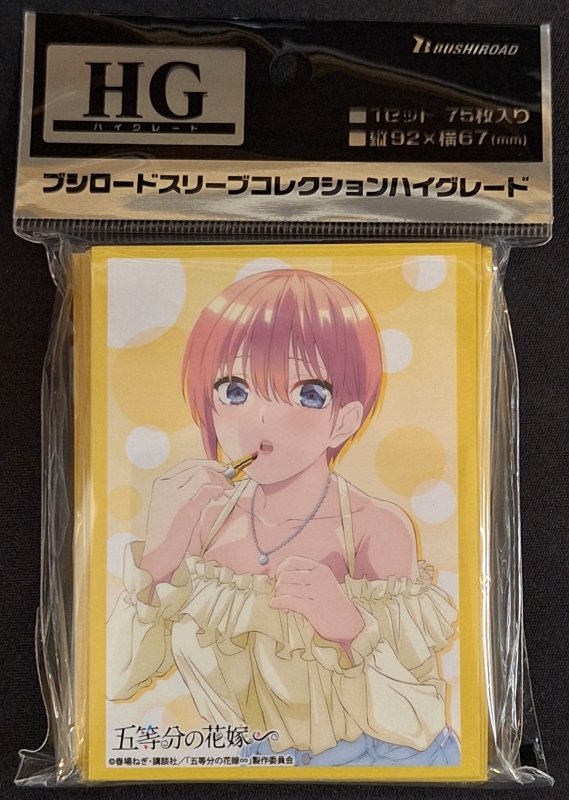 HG
ハイグレード
BUSHIROAD
■1セット 75枚入り
■縦92×横67(mm)
ブシロードスリーブコレクションハイグレード
五等分の花嫁∽
©春場ねぎ・講談社／「五等分の花嫁∽」製作委員会